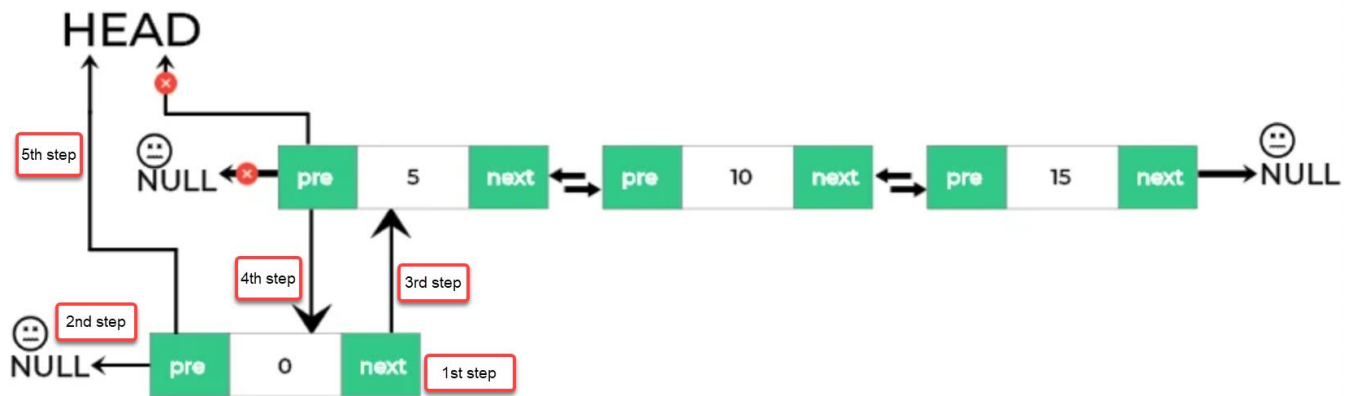 HEAD
5th step
NULL
pre 5 next
pre 10 next
pre 15 next
NULL
4th step
3rd step
2nd step
NULL
pre 0 next
1st step